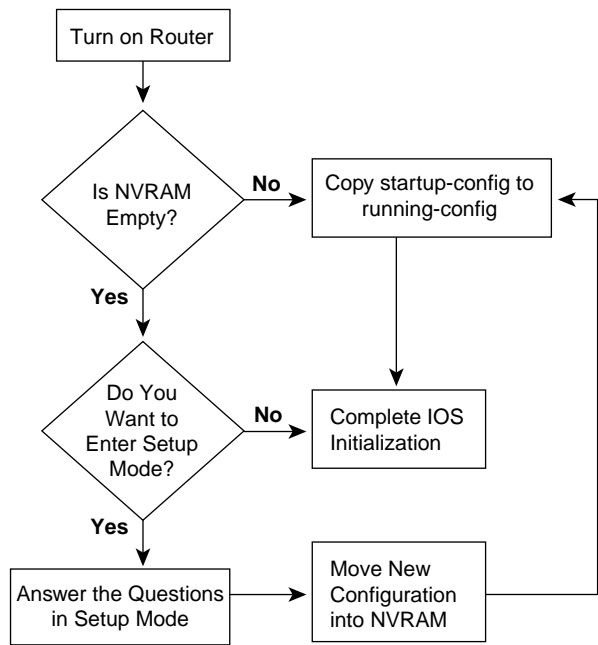 Turn on Router
Is NVRAM
Empty?
No
Copy startup-config to
running-config
Yes
Do You
Want to
Enter Setup
Mode?
No
Complete IOS
Initialization
Yes
Answer the Questions
in Setup Mode
Move New
Configuration
into NVRAM